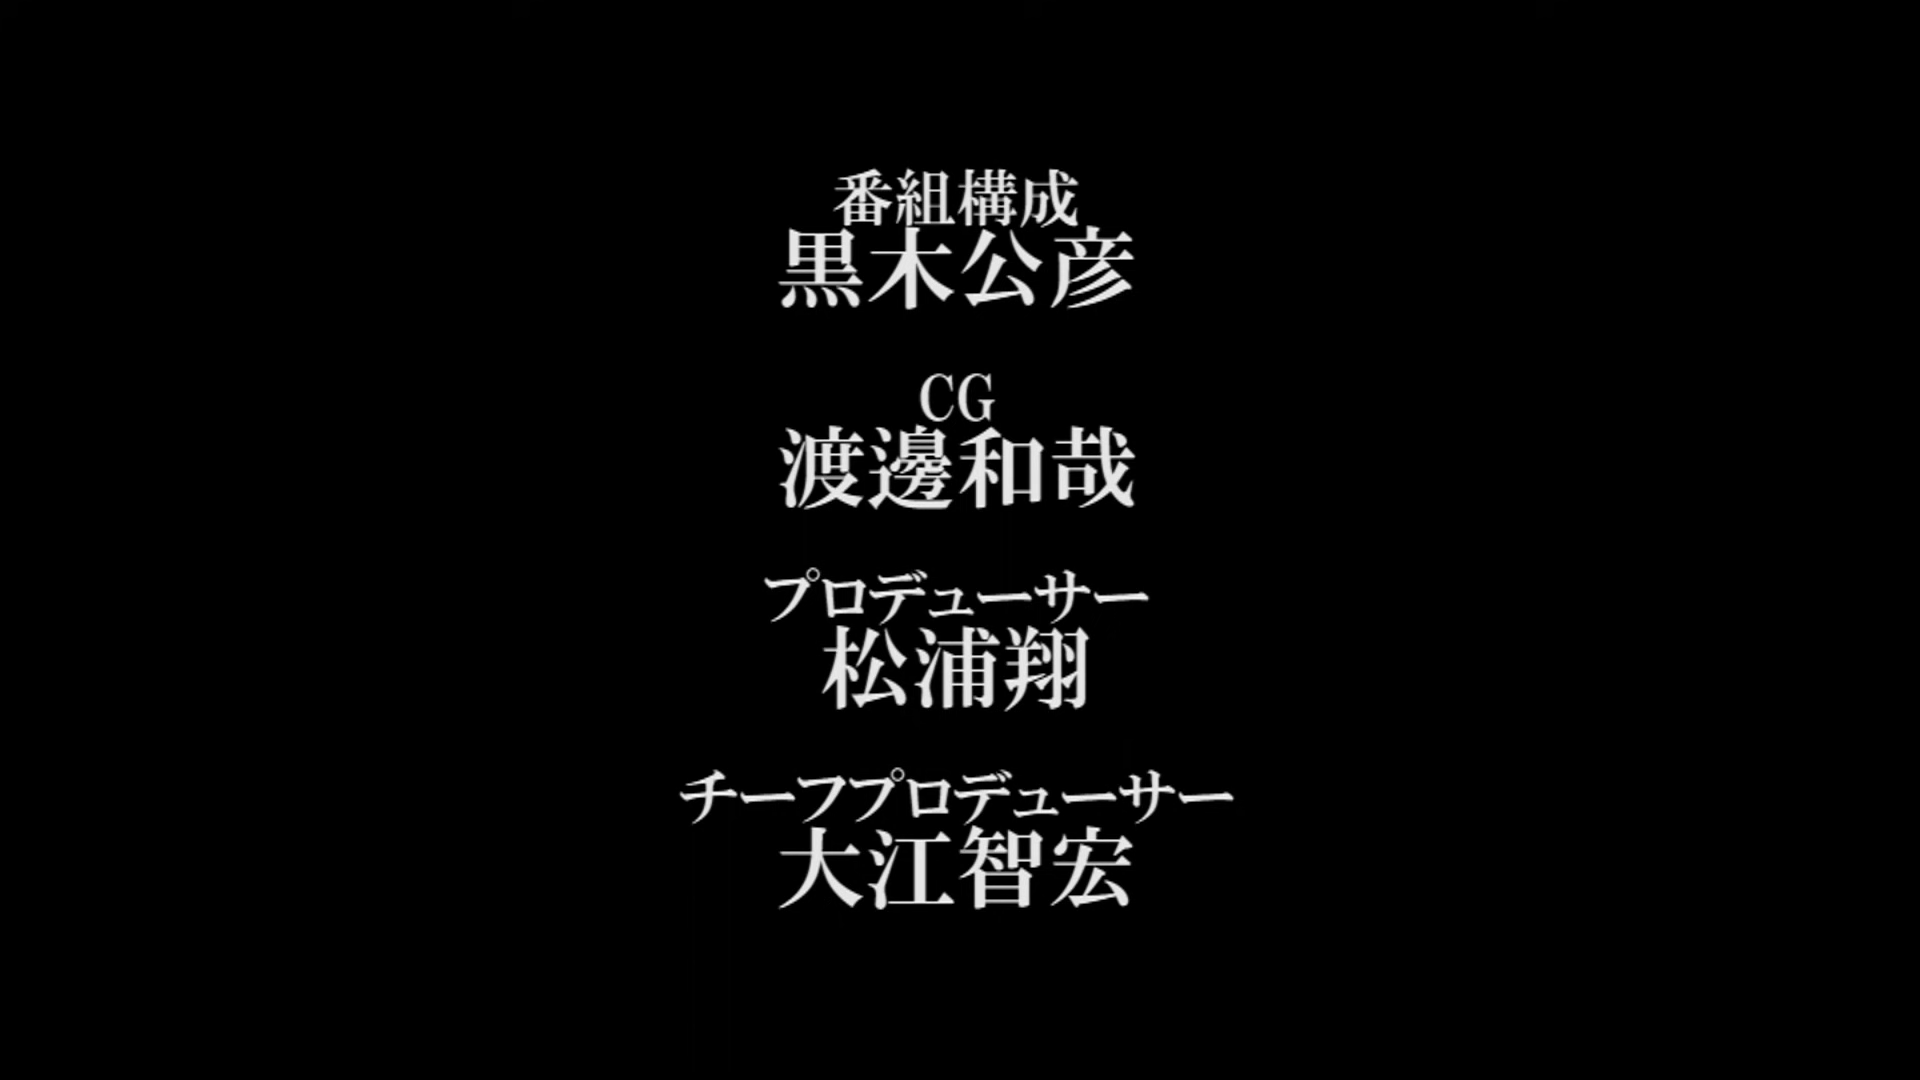 番組構成
黒木公彦
CG
渡邊和哉
プロデューサー
松浦翔
チーフプロデューサー
大江智宏